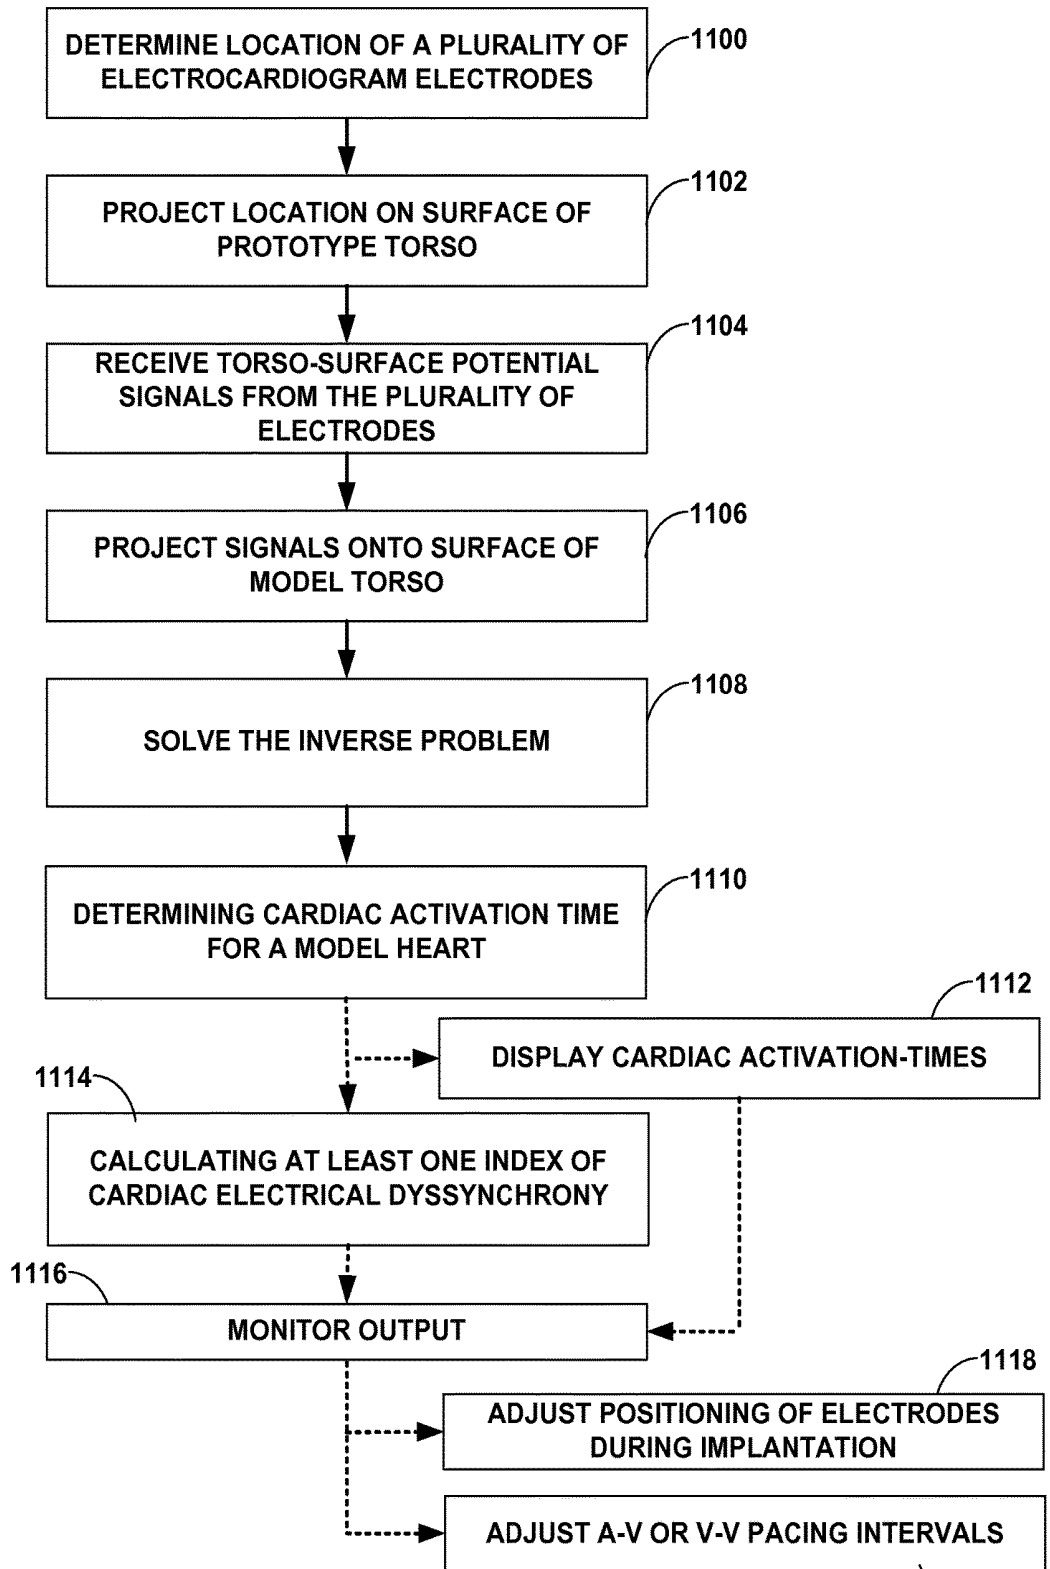 DETERMINE LOCATION OF A PLURALITY OF
ELECTROCARDIOGRAM ELECTRODES
1100
PROJECT LOCATION ON SURFACE OF
PROTOTYPE TORSO
1102
RECEIVE TORSO-SURFACE POTENTIAL
SIGNALS FROM THE PLURALITY OF
ELECTRODES
1104
PROJECT SIGNALS ONTO SURFACE OF
MODEL TORSO
1106
SOLVE THE INVERSE PROBLEM
1108
DETERMINING CARDIAC ACTIVATION TIME
FOR A MODEL HEART
1110
DISPLAY CARDIAC ACTIVATION-TIMES
1112
1114
CALCULATING AT LEAST ONE INDEX OF
CARDIAC ELECTRICAL DYSSYNCHRONY
1116
MONITOR OUTPUT
1118
ADJUST POSITIONING OF ELECTRODES
DURING IMPLANTATION
ADJUST A-V OR V-V PACING INTERVALS